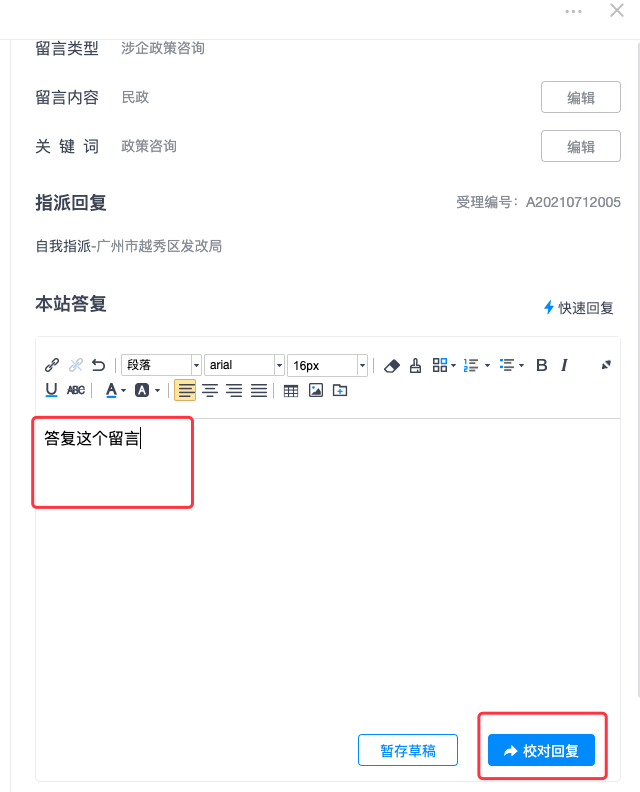 留言类型 涉企政策咨询
留言内容 民政 编辑
关 键 词 政策咨询 编辑
指派回复 受理编号：A20210712005
自我指派-广州市越秀区发改局
本站答复 快速回复
段落 arial 16px B I
U ABC A A
答复这个留言
暂存草稿 校对回复